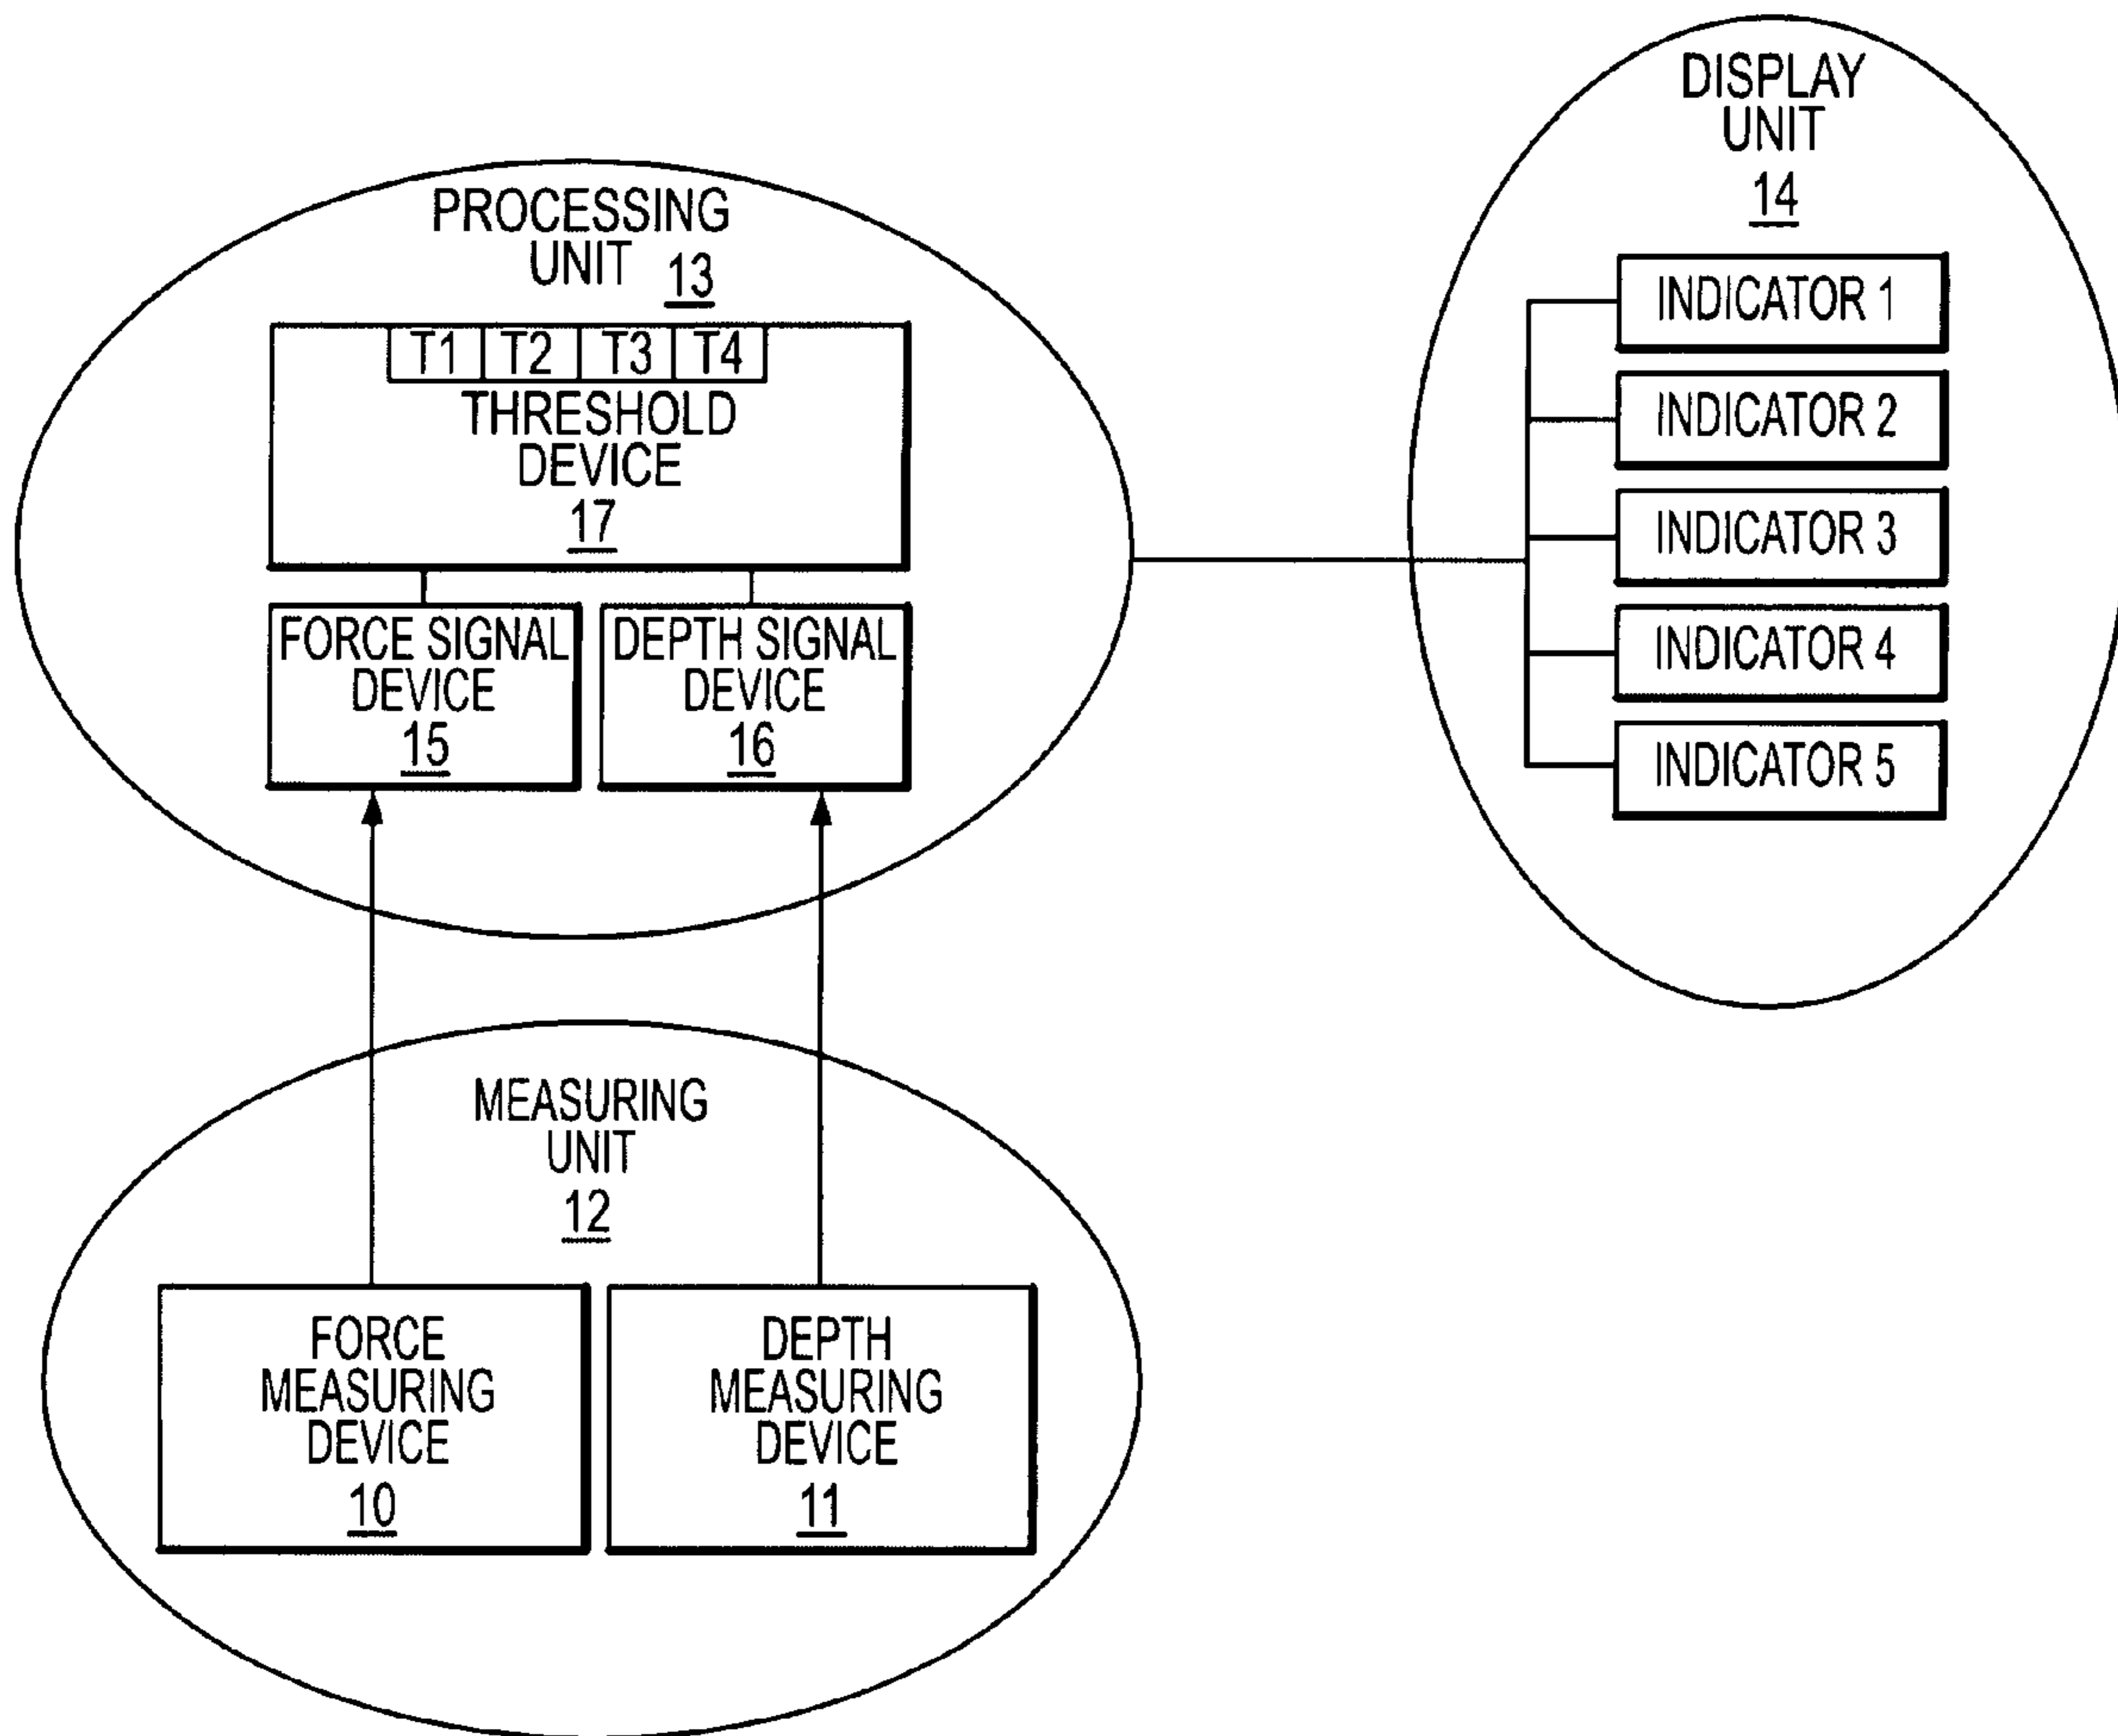 PROCESSING
UNIT 13
T1 T2 T3 T4
THRESHOLD
DEVICE
17
FORCE SIGNAL
DEVICE
15
DEPTH SIGNAL
DEVICE
16
DISPLAY
UNIT
14
INDICATOR 1
INDICATOR 2
INDICATOR 3
INDICATOR 4
INDICATOR 5
MEASURING
UNIT
12
FORCE
MEASURING
DEVICE
10
DEPTH
MEASURING
DEVICE
11